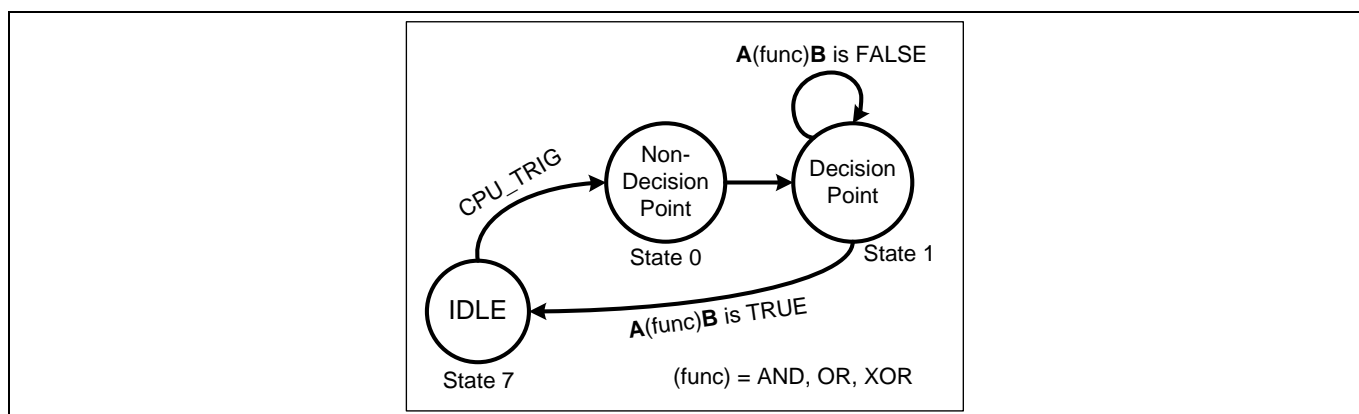 A(func)B is FALSE
CPU_TRIG
Non-
Decision
Point
State 0
Decision
Point
State 1
IDLE
State 7
A(func)B is TRUE
(func) = AND, OR, XOR